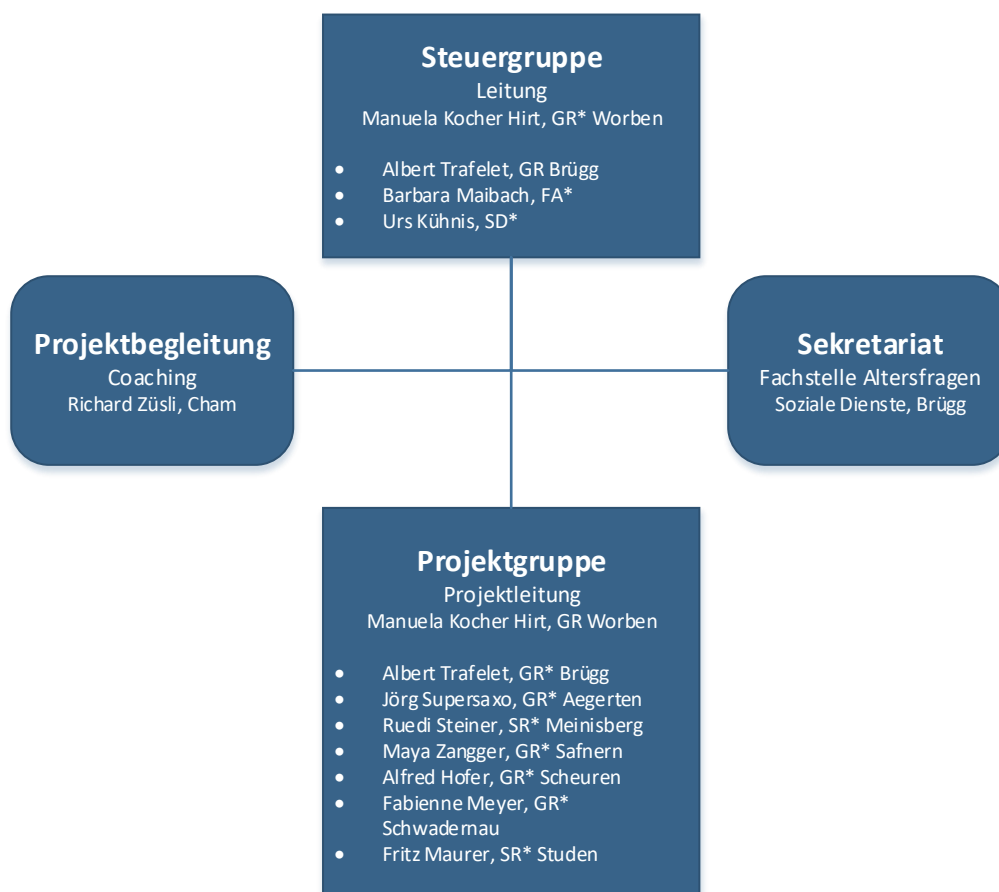 Steuergruppe
Leitung
Manuela Kocher Hirt, GR* Worben
• Albert Trafelet, GR Brügg
• Barbara Maibach, FA*
• Urs Kühnis, SD*
Projektbegleitung
Coaching
Richard Züsli, Cham
Sekretariat
Fachstelle Altersfragen
Soziale Dienste, Brügg
Projektgruppe
Projektleitung
Manuela Kocher Hirt, GR Worben
• Albert Trafelet, GR* Brügg
• Jörg Supersaxo, GR* Aegerten
• Ruedi Steiner, SR* Meinisberg
• Maya Zangger, GR* Safnern
• Alfred Hofer, GR* Scheuren
• Fabienne Meyer, GR*
Schwadernau
• Fritz Maurer, SR* Studen